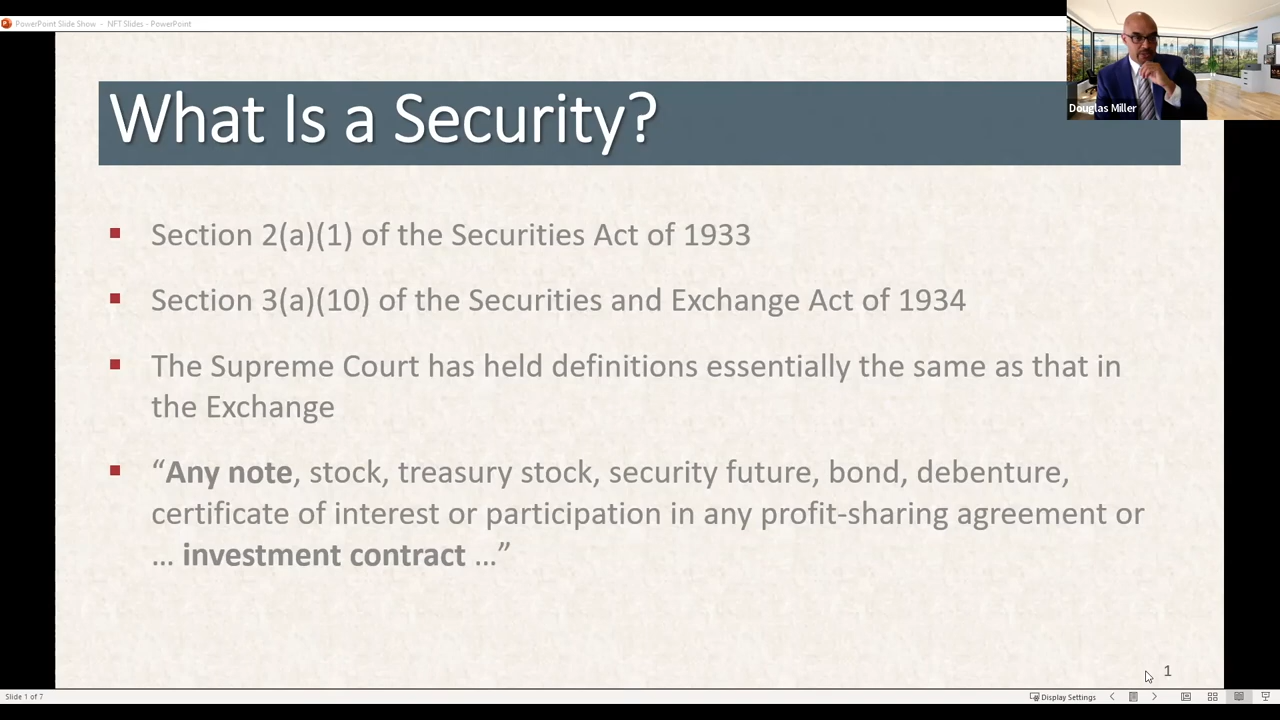 PowerPoint Slide Show - NFT Slides - PowerPoint
Douglas Miller
What Is a Security?
Section 2(a)(1) of the Securities Act of 1933
Section 3(a)(10) of the Securities and Exchange Act of 1934
The Supreme Court has held definitions essentially the same as that in
the Exchange
“Any note, stock, treasury stock, security future, bond, debenture,
certificate of interest or participation in any profit-sharing agreement or
... investment contract ...”
1
Slide 1 of 7
Display Settings